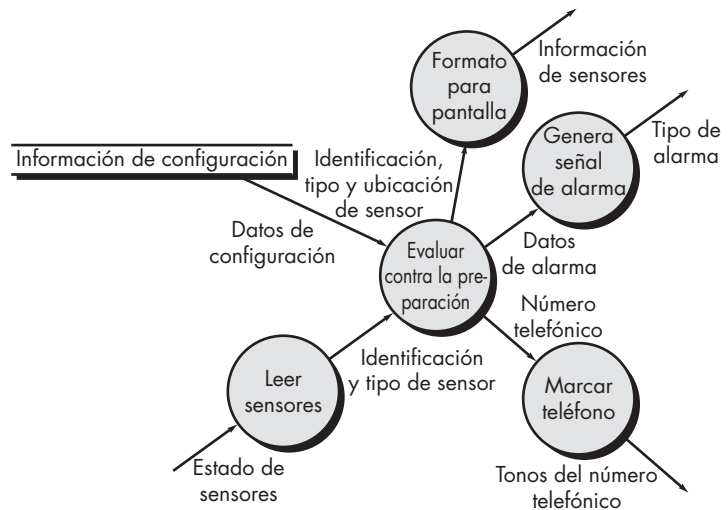 Formato
para
pantalla
Información
de sensores
Genera
señal
de alarma
Tipo de
alarma
Información de configuración
Identificación,
tipo y ubicación
de sensor
Datos de
configuración
Evaluar
contra la pre-
paración
Datos
de alarma
Número
telefónico
Identificación
y tipo de sensor
Leer
sensores
Marcar
teléfono
Estado de
sensores
Tonos del número
telefónico